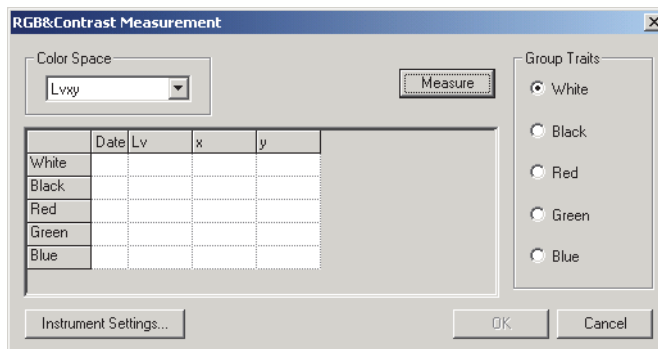 RGB&Contrast Measurement
Color Space
Lvxy
Measure
Group Traits
White
Black
Red
Green
Blue
Date Lv x y
White
Black
Red
Green
Blue
Instrument Settings...
OK
Cancel